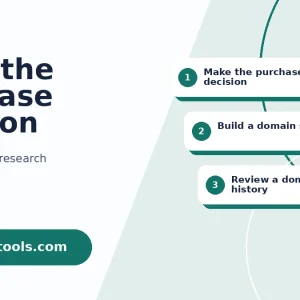 the
ase
on
research
tools.com
1
Make the purchase
decision
2
Build a domain
3
Review a dom
history